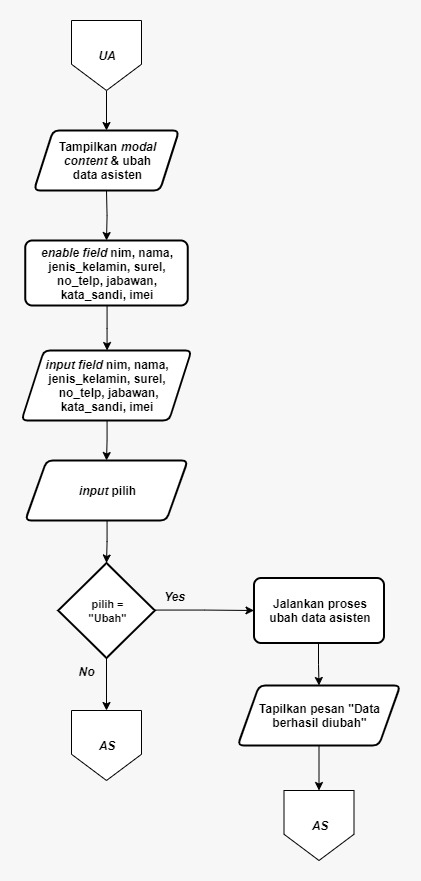 UA
Tampilkan modal
content & ubah
data asisten
enable field nim, nama,
jenis_kelamin, surel,
no_telp, jabawan,
kata_sandi, imei
input field nim, nama,
jenis_kelamin, surel,
no_telp, jabawan,
kata_sandi, imei
input pilih
pilih =
"Ubah"
Yes
Jalankan proses
ubah data asisten
No
Tapilkan pesan "Data
berhasil diubah"
AS
AS